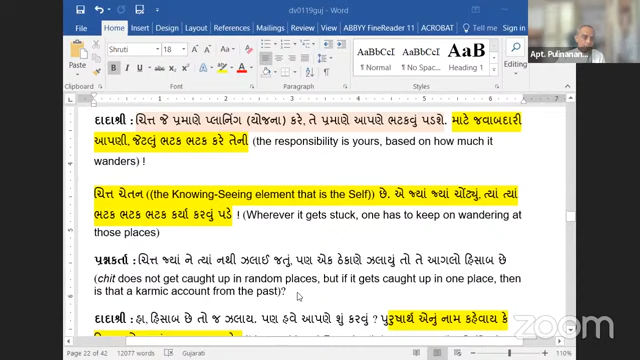 dv0119guj - Word
File Home Insert Design Layout References Mailings Review View ABBYY FineReader 11 ACROBAT
Shruti 18
Paste
Clipboard Font Paragraph Styles
AaBbCcI AaBbCcI AaB
¶ Normal ¶ No Spac... Heading 1
દાદાશ્રી : ચિત્ત જે પ્રમાણે પ્લાનિંગ (યોજના) કરે, તે પ્રમાણે આપણે ભટકવું પડશે. માટે જવાબદારી
આપણી, જેટલું ભટક ભટક કરે તેની (the responsibility is yours, based on how much it
wanders) !
ચિત્ત ચેતન ((the Knowing-Seeing element that is the Self)) છે. એ જ્યાં જ્યાં ચોંટ્યું, ત્યાં ત્યાં
ભટક ભટક ભટક કર્યા કરવું પડે ! (Wherever it gets stuck, one has to keep on wandering at
those places)
પ્રશ્નકર્તા : ચિત્ત જ્યાં ને ત્યાં નથી ઝલાઈ જતું, પણ એક ઠેકાણે ઝલાયું તો તે આગલો હિસાબ છે
(chit does not get caught up in random places, but if it gets caught up in one place, then
is that a karmic account from the past)?
દાદાશ્રી : હા, હિસાબ છે તો જ ઝલાય. પણ હવે આપણે શું કરવું ? પુરુષાર્થ એનું નામ કહેવાય કે
Page 22 of 42 12077 words Gujarati
Apt. Pulinanan...
zoom